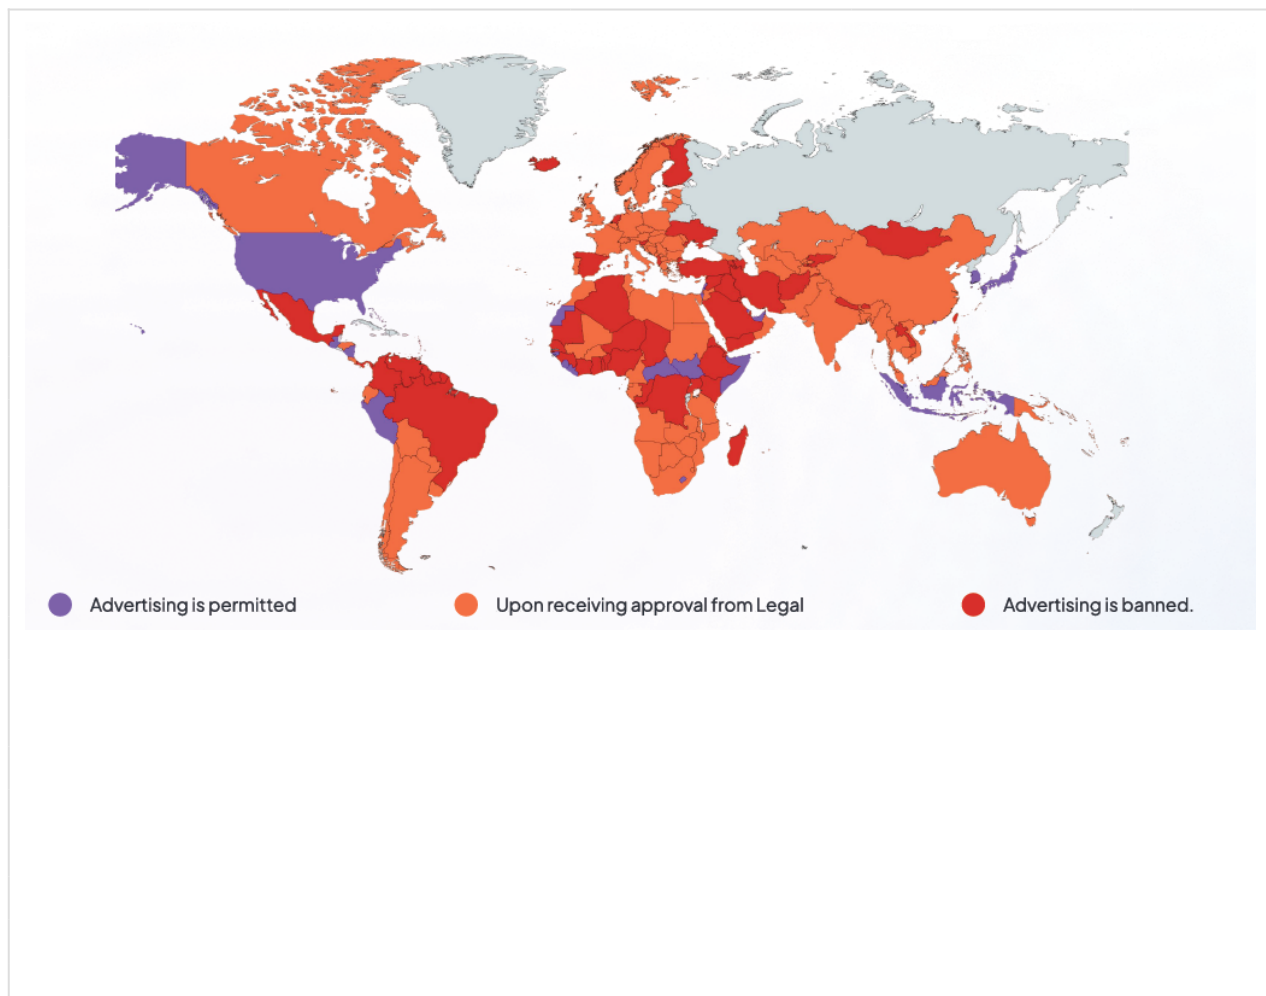 Advertising is permitted
Upon receiving approval from Legal
Advertising is banned.